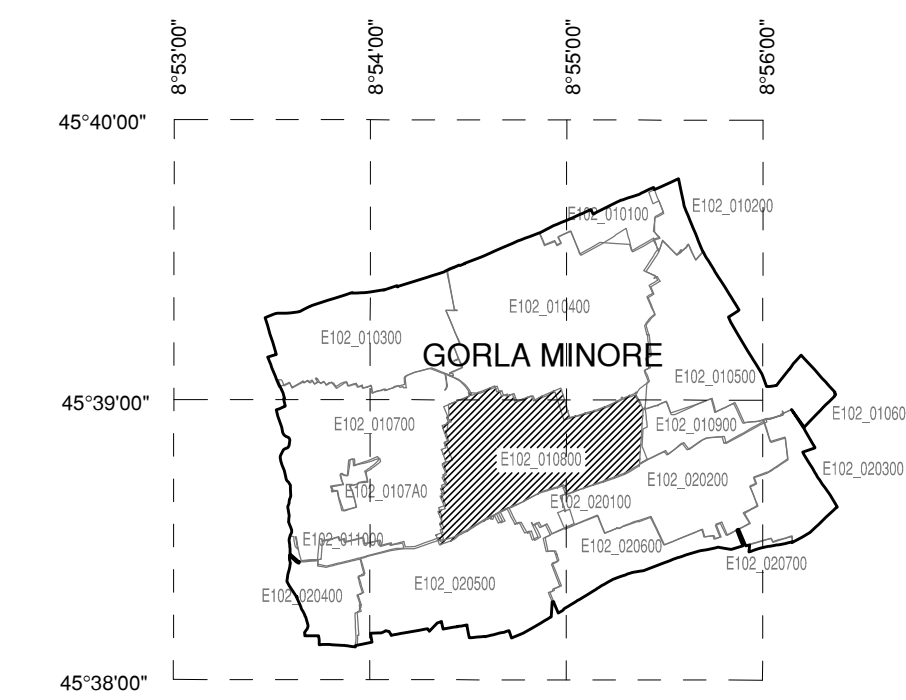 8°53'00"
8°54'00"
8°55'00"
8°56'00"
45°40'00"
E102_010100
E102_010200
E102_010400
E102_010300
GORLA MINORE
E102_010500
45°39'00"
E102_01060
E102_010700
E102_010900
E102_010800
E102_020300
E102_020200
E102_0107A0
E102_020100
E102_011000
E102_020600
E102_020700
E102_020500
E102_020400
45°38'00"